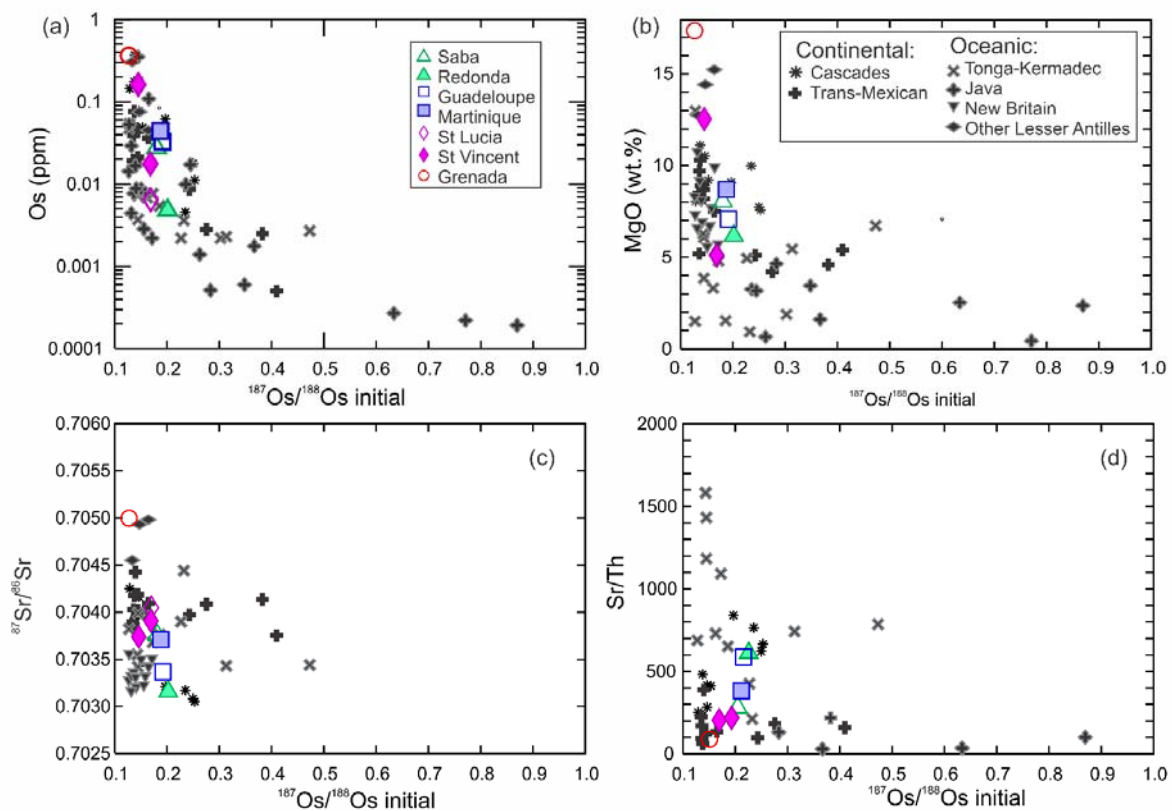 (a)
Os (ppm)
1
0.1
0.01
0.001
0.0001
Saba
Redonda
Guadeloupe
Martinique
St Lucia
St Vincent
Grenada
0.1 0.2 0.3 0.4 0.5 0.6 0.7 0.8 0.9 1.0
¹⁸⁷Os/¹⁸⁸Os initial
(b)
MgO (wt.%)
15
10
5
0
Continental:
Cascades
Trans-Mexican
Oceanic:
Tonga-Kermadec
Java
New Britain
Other Lesser Antilles
0.1 0.2 0.3 0.4 0.5 0.6 0.7 0.8 0.9 1.0
¹⁸⁷Os/¹⁸⁸Os initial
(c)
⁸⁷Sr/⁸⁶Sr
0.7060
0.7055
0.7050
0.7045
0.7040
0.7035
0.7030
0.7025
0.1 0.2 0.3 0.4 0.5 0.6 0.7 0.8 0.9 1.0
¹⁸⁷Os/¹⁸⁸Os initial
(d)
Sr/Th
2000
1500
1000
500
0
0.1 0.2 0.3 0.4 0.5 0.6 0.7 0.8 0.9 1.0
¹⁸⁷Os/¹⁸⁸Os initial